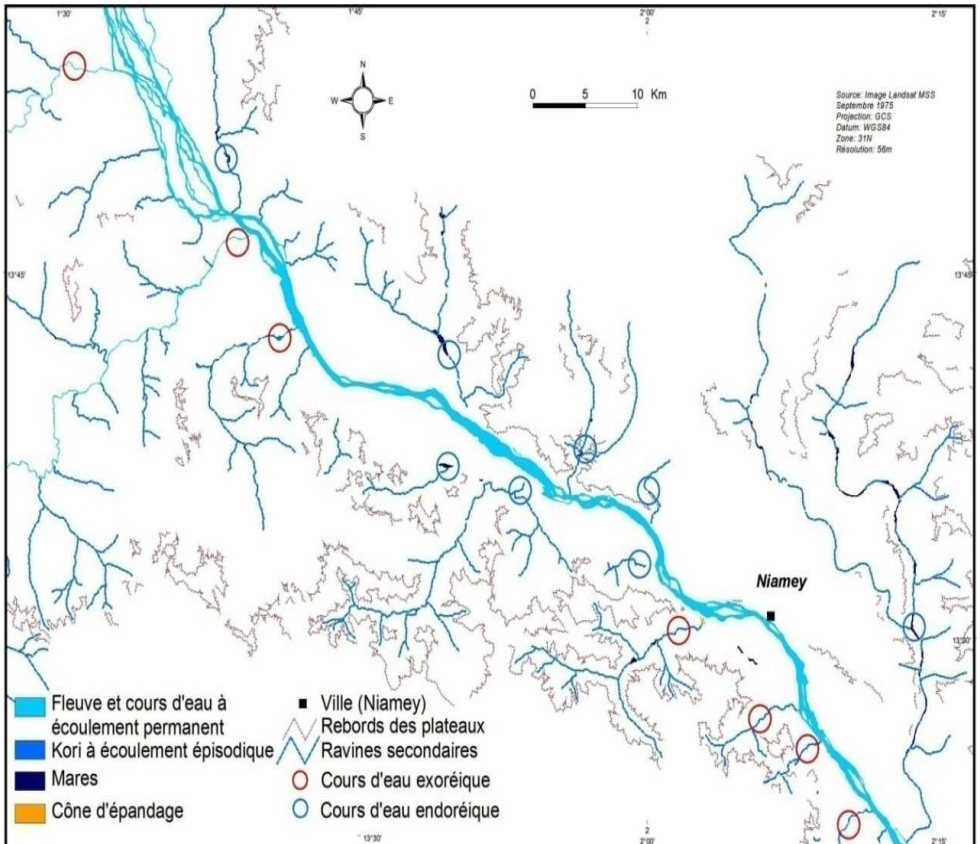 1°30'
1°45'
2°00'
2
2°15'
N
W E
S
0 5 10 Km
Source: Image Landsat MSS
Septembre 1975
Projection: GCS
Datum: WGS84
Zone: 31N
Résolution: 56m
13°45'
13°45'
Niamey
13°30'
Fleuve et cours d'eau à
écoulement permanent
Kori à écoulement épisodique
Mares
Cône d'épandage
Ville (Niamey)
Rebords des plateaux
Ravines secondaires
Cours d'eau exoréique
Cours d'eau endoréique
13°30'
2
2°00'
2°15'